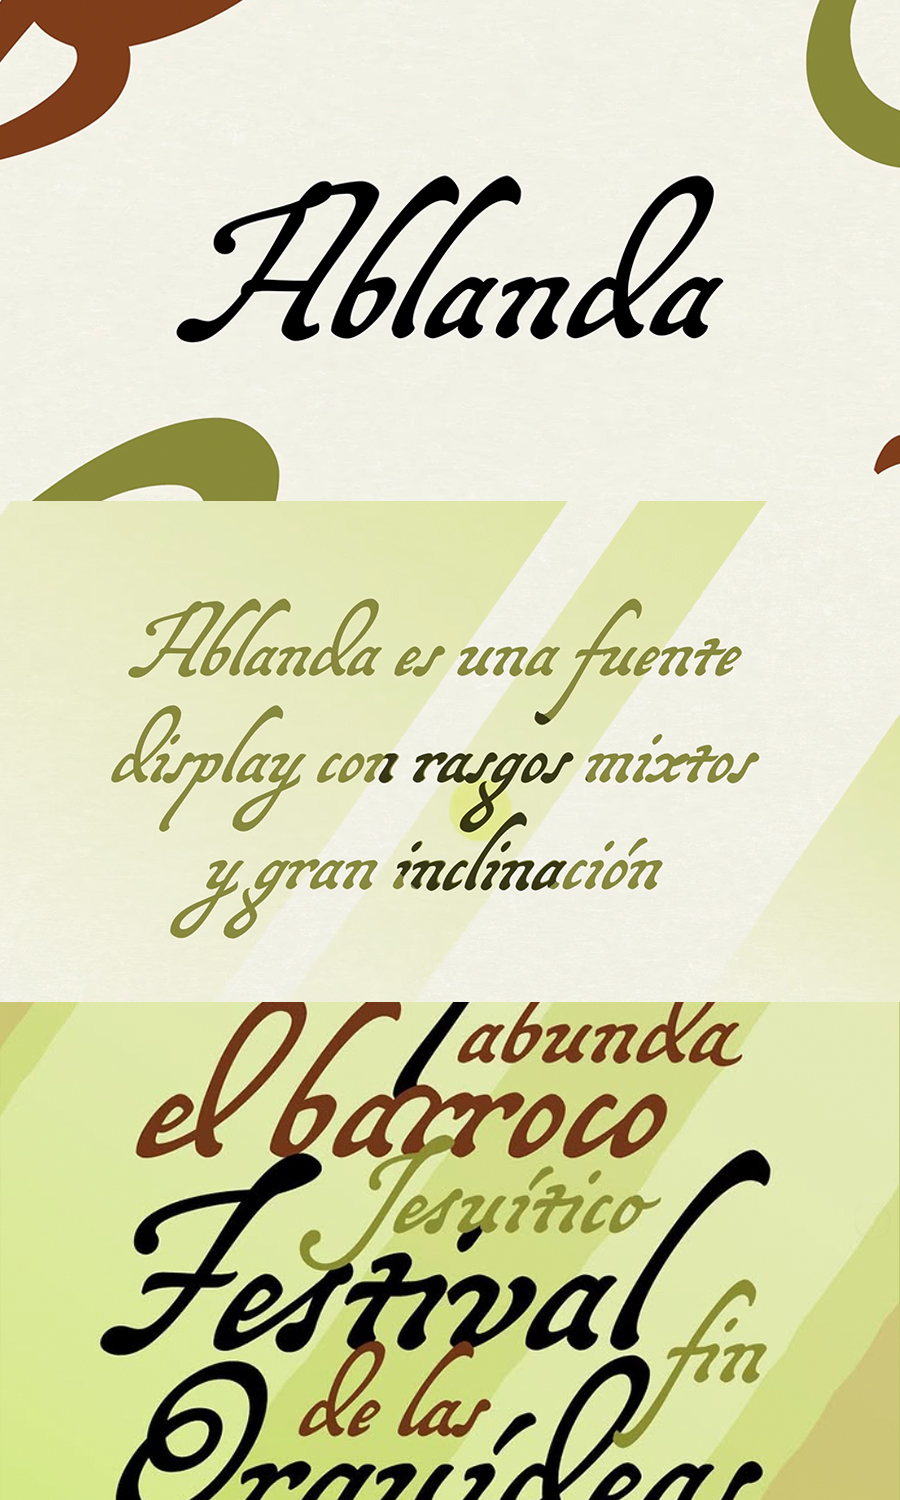 Ablanda
Ablanda es una fuente
display con rasgos mixtos
y gran inclinación
abunda
el barroco
Jesuítico
Festival
fin
de las
Orquídeas